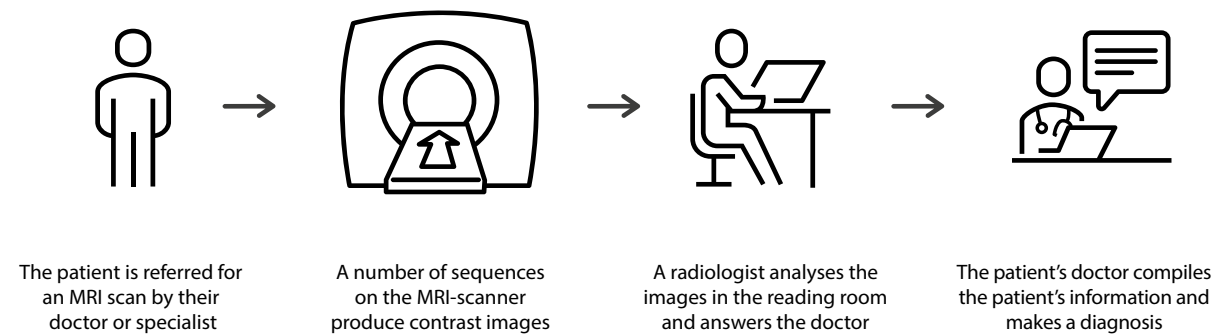 The patient is referred for
an MRI scan by their
doctor or specialist
A number of sequences
on the MRI-scanner
produce contrast images
A radiologist analyses the
images in the reading room
and answers the doctor
The patient’s doctor compiles
the patient’s information and
makes a diagnosis